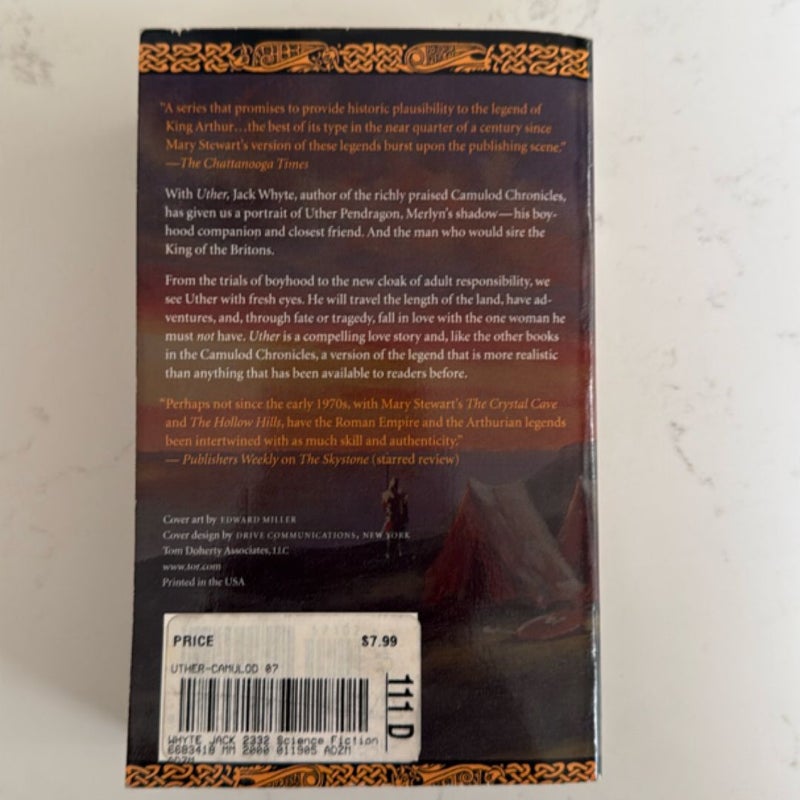 "A series that promises to provide historic plausibility to the legend of
King Arthur...the best of its type in the near quarter of a century since
Mary Stewart's version of these legends burst upon the publishing scene."
—The Chattanooga Times
With Uther, Jack Whyte, author of the richly praised Camulod Chronicles,
has given us a portrait of Uther Pendragon, Merlyn's shadow—his boy-
hood companion and closest friend. And the man who would sire the
King of the Britons.
From the trials of boyhood to the new cloak of adult responsibility, we
see Uther with fresh eyes. He will travel the length of the land, have ad-
ventures, and, through fate or tragedy, fall in love with the one woman he
must not have. Uther is a compelling love story and, like the other books
in the Camulod Chronicles, a version of the legend that is more realistic
than anything that has been available to readers before.
"Perhaps not since the early 1970s, with Mary Stewart's The Crystal Cave
and The Hollow Hills, have the Roman Empire and the Arthurian legends
been intertwined with as much skill and authenticity."
— Publishers Weekly on The Skystone (starred review)
Cover art by EDWARD MILLER
Cover design by DRIVE COMMUNICATIONS, NEW YORK
Tom Doherty Associates, LLC
www.tor.com
Printed in the USA
PRICE $7.99
UTHER-CAMULOD 07
111 D
WHYTE JACK 2332 Science Fiction
6683418 MM 2000 011905 ADZM
ADZM